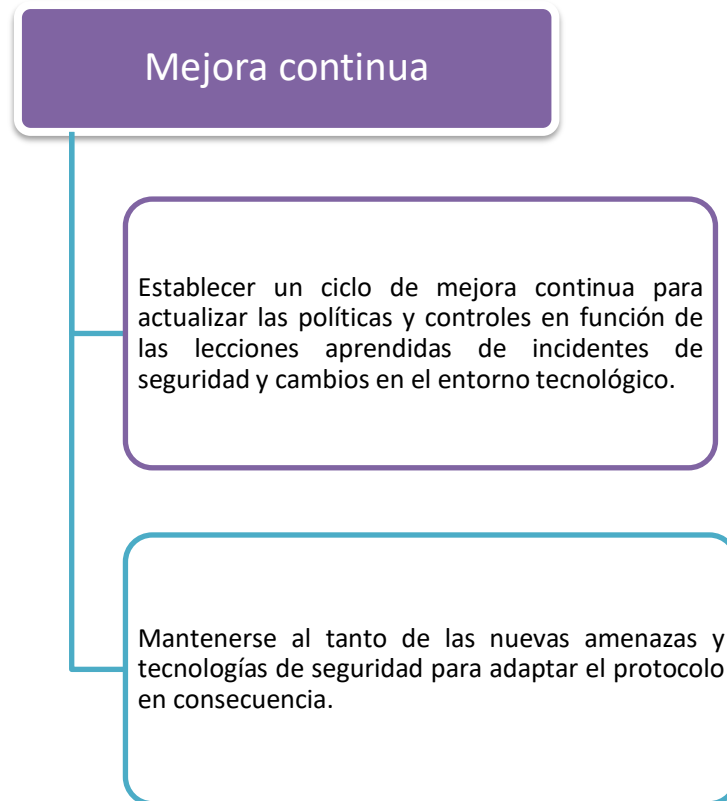 Mejora continua
Establecer un ciclo de mejora continua para
actualizar las políticas y controles en función de
las lecciones aprendidas de incidentes de
seguridad y cambios en el entorno tecnológico.
Mantenerse al tanto de las nuevas amenazas y
tecnologías de seguridad para adaptar el protocolo
en consecuencia.